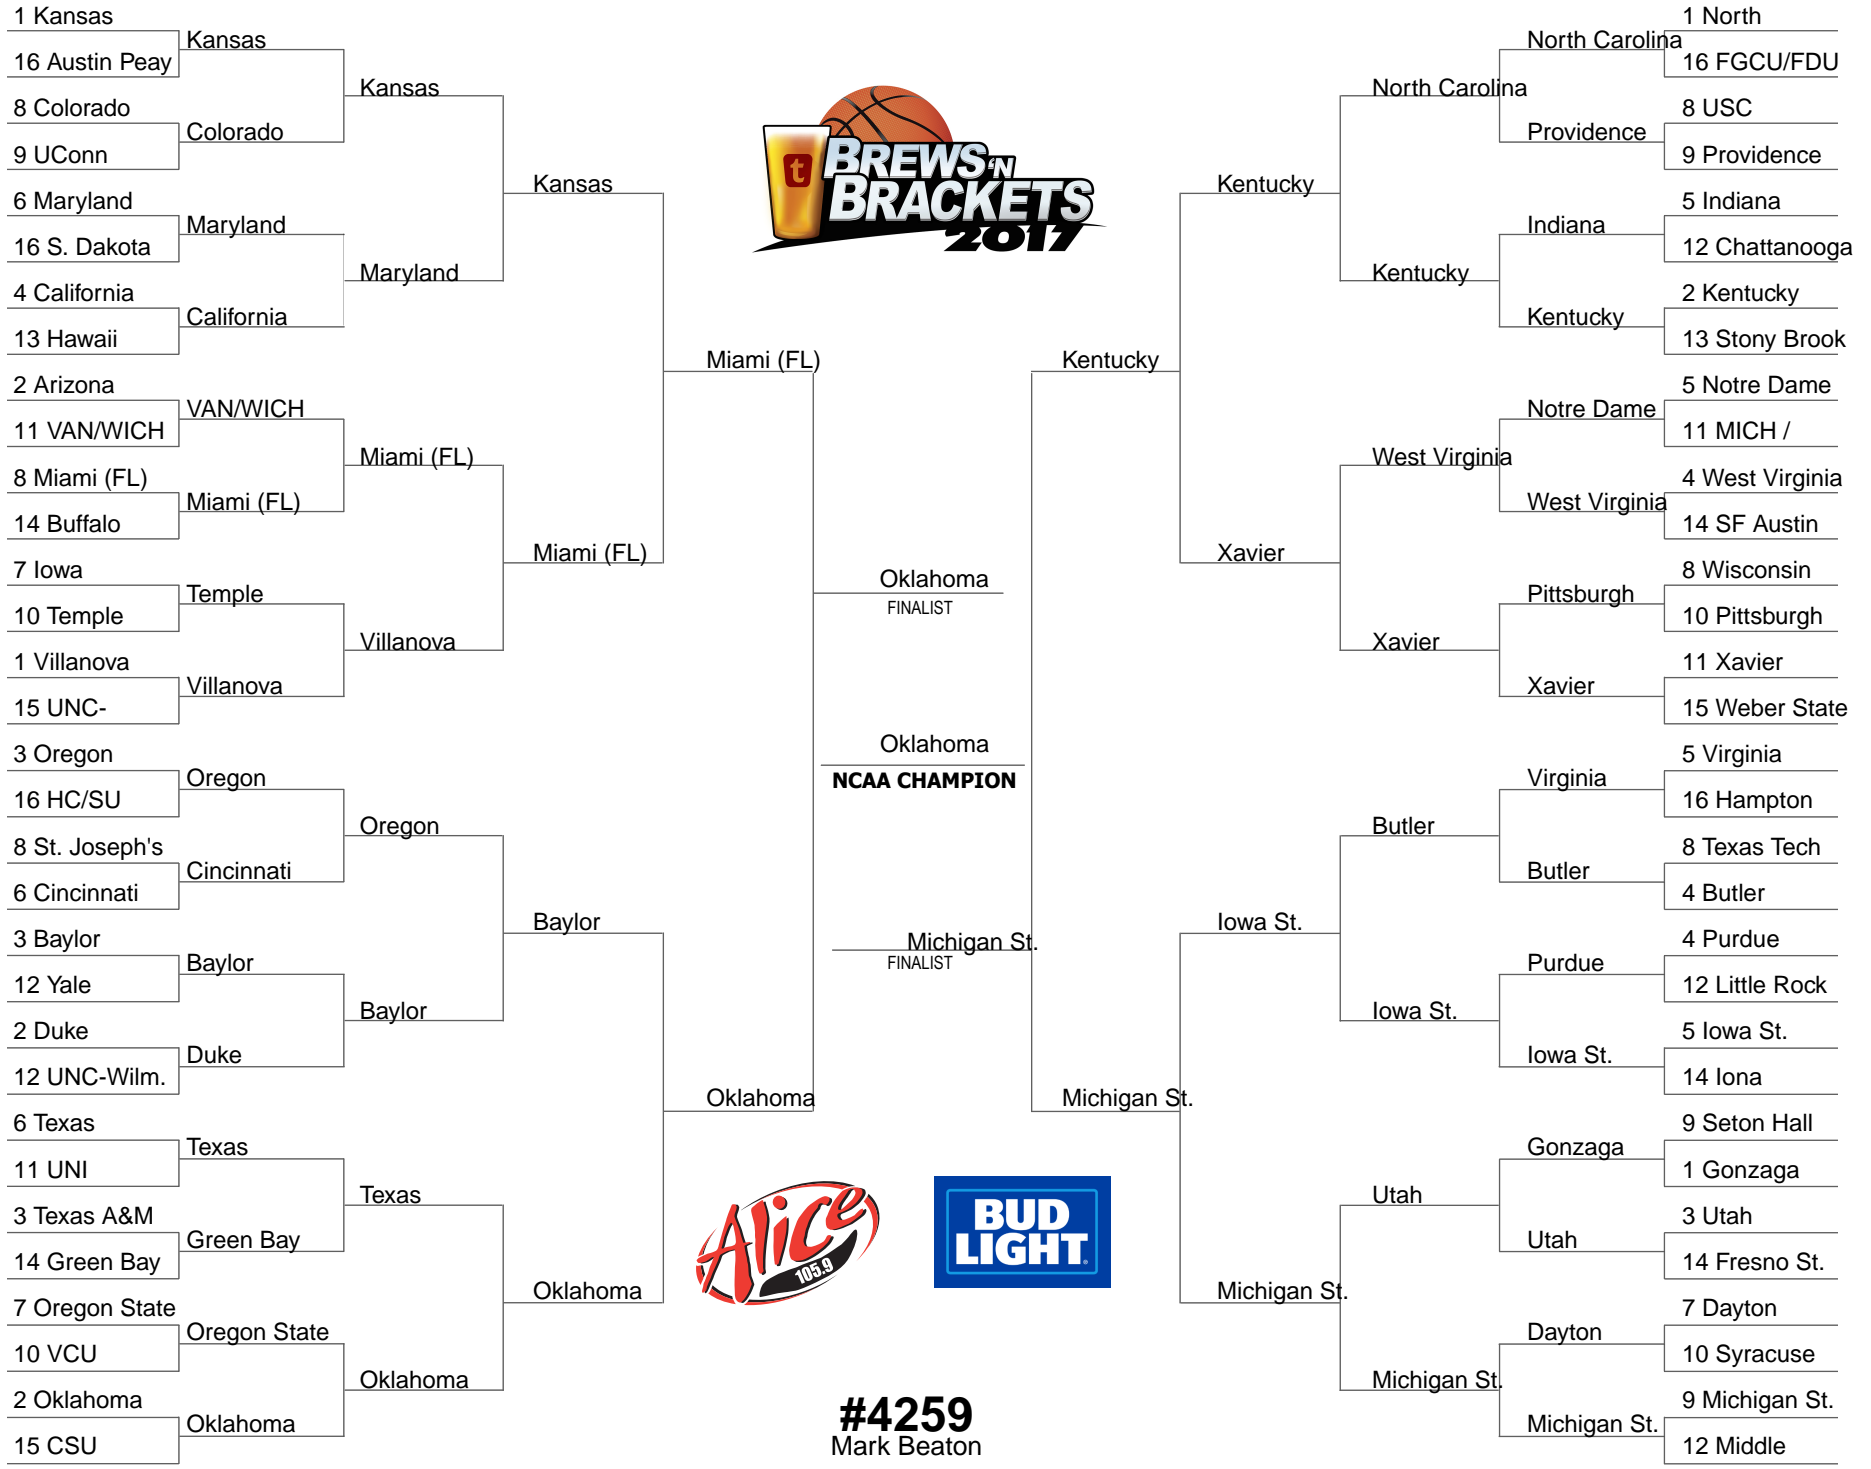 1 Kansas
16 Austin Peay
8 Colorado
9 UConn
6 Maryland
16 S. Dakota
4 California
13 Hawaii
2 Arizona
11 VAN/WICH
8 Miami (FL)
14 Buffalo
7 Iowa
10 Temple
1 Villanova
15 UNC-
3 Oregon
16 HC/SU
8 St. Joseph's
6 Cincinnati
3 Baylor
12 Yale
2 Duke
12 UNC-Wilm.
6 Texas
11 UNI
3 Texas A&M
14 Green Bay
7 Oregon State
10 VCU
2 Oklahoma
15 CSU
Kansas
Colorado
Maryland
California
VAN/WICH
Miami (FL)
Temple
Villanova
Oregon
Cincinnati
Baylor
Duke
Texas
Green Bay
Oregon State
Oklahoma
Kansas
Maryland
Miami (FL)
Villanova
Oregon
Baylor
Texas
Oklahoma
Kansas
Miami (FL)
Baylor
Oklahoma
Miami (FL)
Oklahoma
t
BREWS 'N
BRACKETS
2017
Oklahoma
FINALIST
Oklahoma
NCAA CHAMPION
Michigan St.
FINALIST
Alice
105.9
BUD
LIGHT
#4259
Mark Beaton
Kentucky
Michigan St.
Kentucky
Xavier
Iowa St.
Michigan St.
North Carolina
Kentucky
West Virginia
Xavier
Butler
Iowa St.
Utah
Michigan St.
North Carolina
Providence
Indiana
Kentucky
Notre Dame
West Virginia
Pittsburgh
Xavier
Virginia
Butler
Purdue
Iowa St.
Gonzaga
Utah
Dayton
Michigan St.
1 North
16 FGCU/FDU
8 USC
9 Providence
5 Indiana
12 Chattanooga
2 Kentucky
13 Stony Brook
5 Notre Dame
11 MICH /
4 West Virginia
14 SF Austin
8 Wisconsin
10 Pittsburgh
11 Xavier
15 Weber State
5 Virginia
16 Hampton
8 Texas Tech
4 Butler
4 Purdue
12 Little Rock
5 Iowa St.
14 Iona
9 Seton Hall
1 Gonzaga
3 Utah
14 Fresno St.
7 Dayton
10 Syracuse
9 Michigan St.
12 Middle